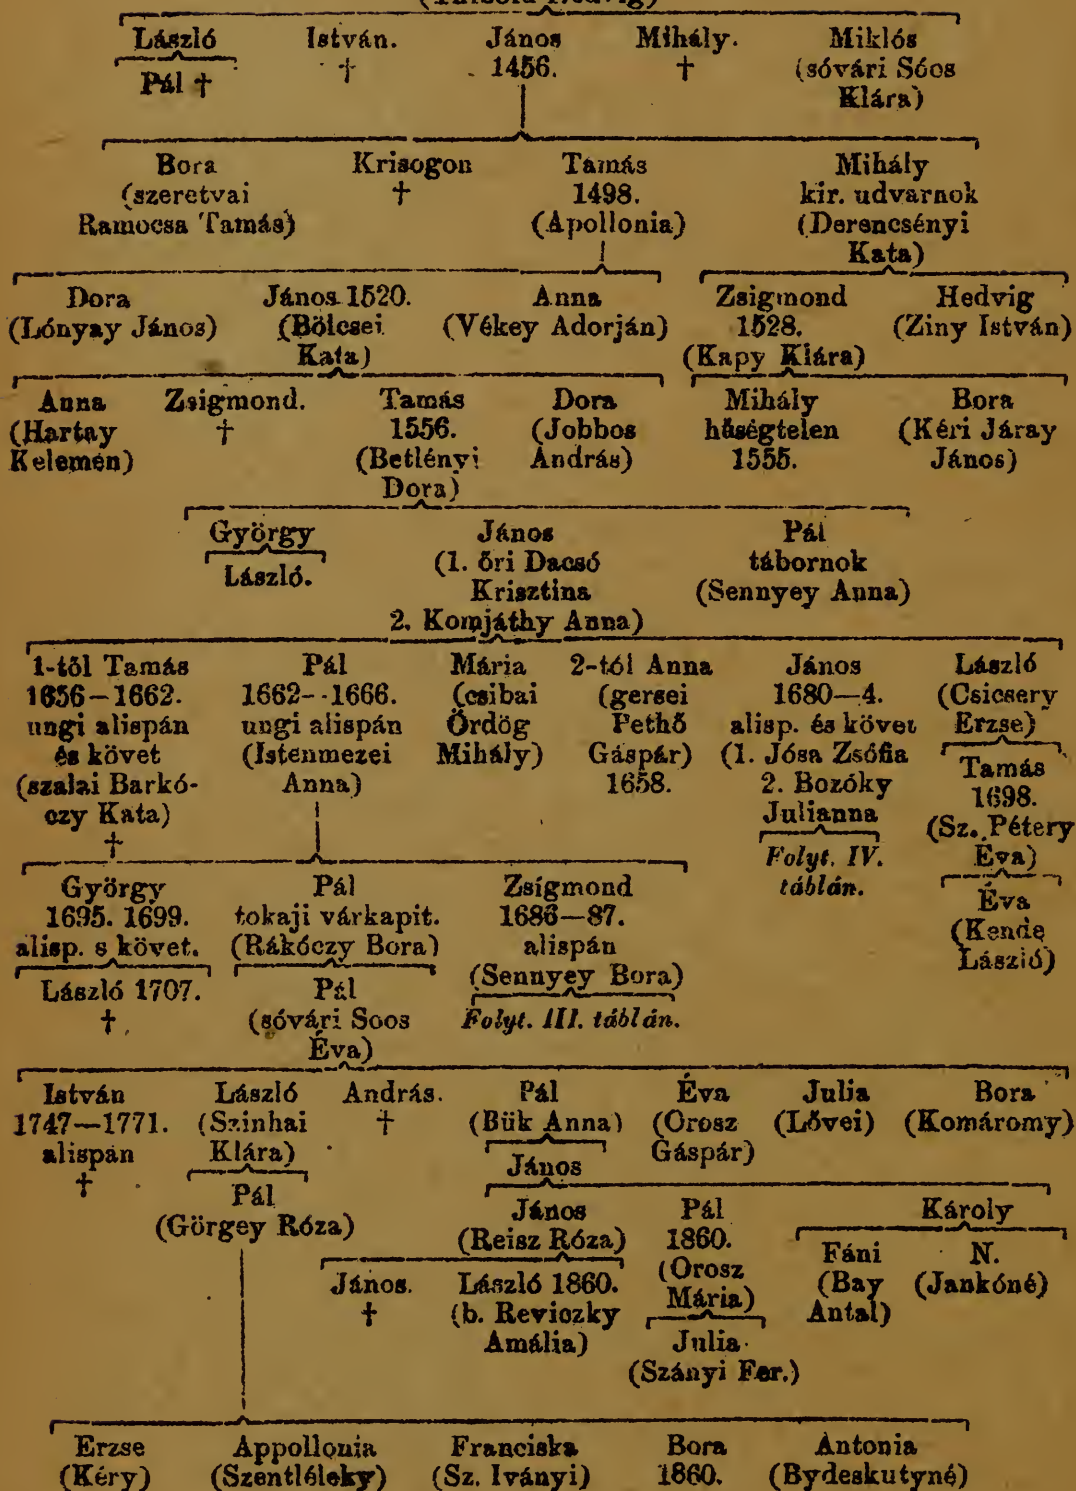 László István. János Mihály. Miklós
Pál † † 1456. † (sóvári Sóos
Klára)
Bora Krisogon Tamás Mihály
(szeretvai † 1498. kir. udvarnok
Ramocsa Tamás) (Apollonia) (Derencsényi
Kata)
Dora János 1520. Anna Zsigmond Hedvig
(Lónyay János) (Bölcsei (Vékey Adorján) 1528. (Ziny István)
Kata) (Kapy Klára)
Anna Zsigmond. Tamás Dora Mihály Bora
(Hartay † 1556. (Jobbos hűségtelen (Kéri Járay
Kelemen) (Betlényi András) 1555. János)
Dora)
György János Pál
László. (1. őri Dacsó tábornok
Krisztina (Sennyey Anna)
2. Komjáthy Anna)
1-től Tamás Pál Mária 2-tól Anna János László
1656–1662. 1662–1666. (csibai (gersei 1680–4. (Csicsery
ungi alispán ungi alispán Ördög Pethő alisp. és követ Erzse)
és követ (Istenmezei Mihály) Gáspár) (1. Jósa Zsófia Tamás
(szalai Barkó- Anna) 1658. 2. Bozóky 1698.
czy Kata) Julianna (Sz. Pétery
† Folyt. IV. Éva)
György Pál Zsigmond táblán. Éva
1695. 1699. tokaji várkapit. 1686–87. (Kende
alisp. s követ. (Rákóczy Bora) alispán László)
László 1707. Pál (Sennyey Bora)
† (sóvári Soos Folyt. III. táblán.
Éva)
István László András. Pál Éva Julia Bora
1747–1771. (Szinhai † (Bük Anna) (Orosz (Lővei) (Komáromy)
alispán Klára) János Gáspár)
† Pál János Pál Károly
(Görgey Róza) (Reisz Róza) 1860. Fáni N.
János. László 1860. (Orosz (Bay (Jankóné)
† (b. Reviczky Mária) Antal)
Amália) Julia
(Szányi Fer.)
Erzse Appollonia Franciska Bora Antonia
(Kéry) (Szentléleky) (Sz. Iványi) 1860. (Bydeskutyné)